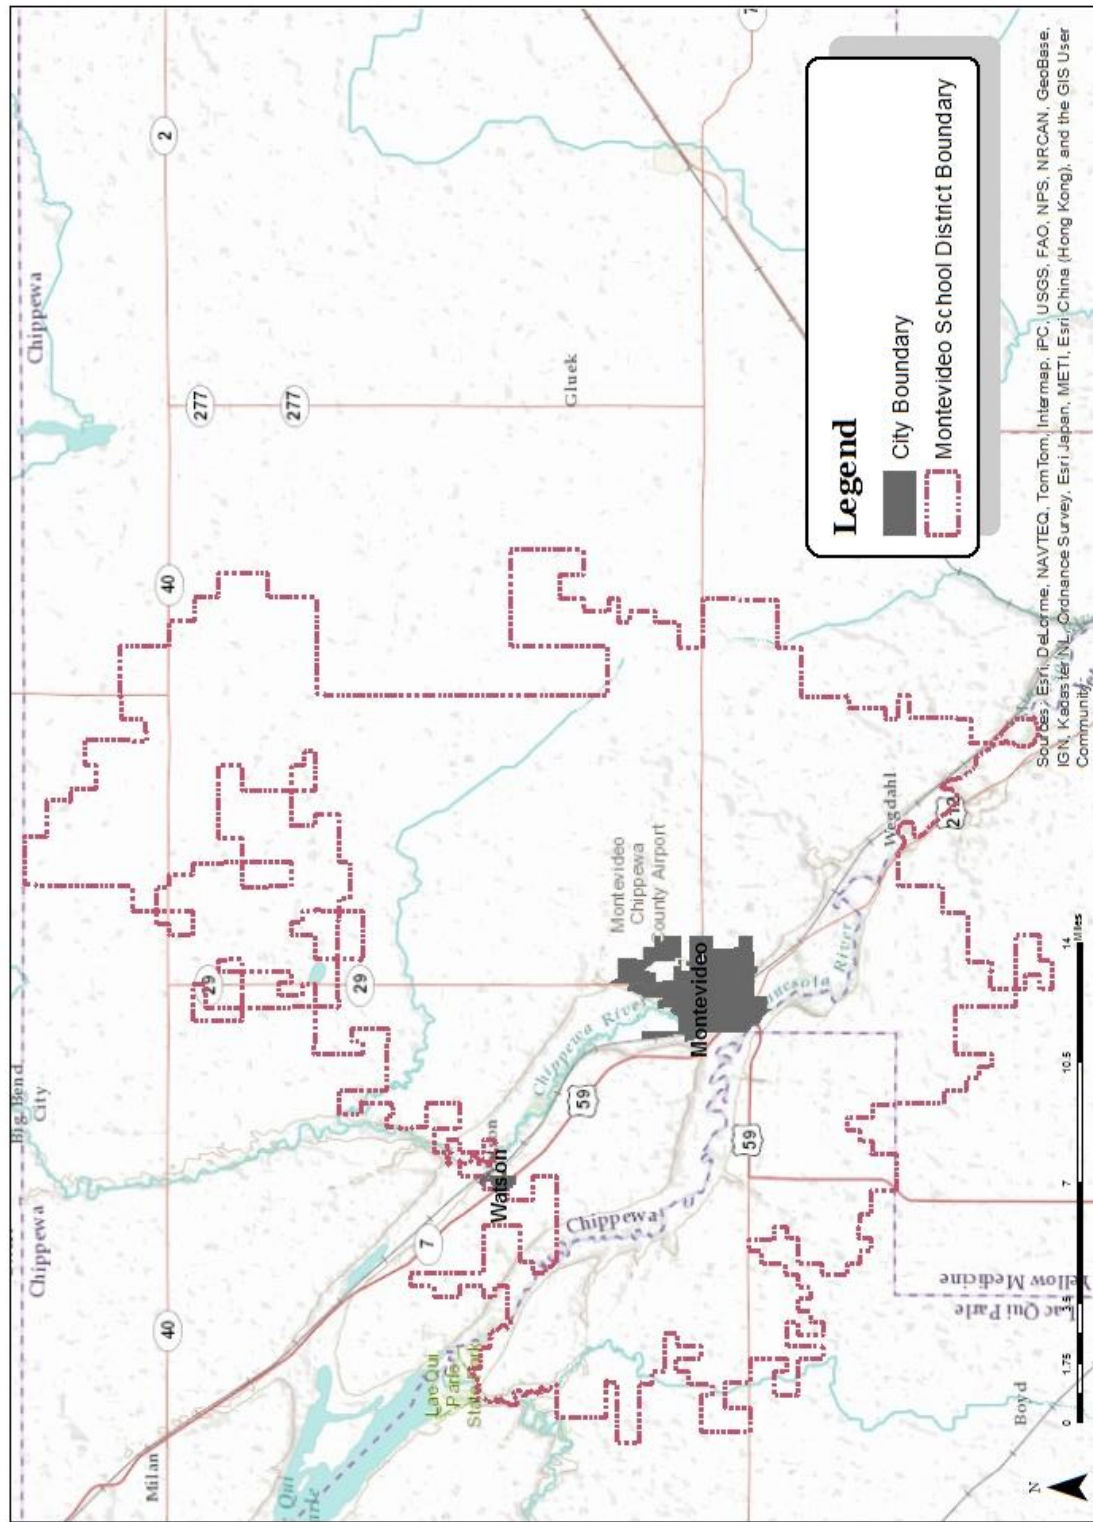 Chippewa
Big Bend
City
Chippewa
Milan
40
40
2
277
29
277
Qui
arle
29
7
Lac Qui
Parle
State Park
Watson
Chippewa River
59
Gluek
Chippewa
Montevideo
Chippewa
County Airport
Montevideo
59
7
River
Wegdahl
212
Legend
City Boundary
Montevideo School District Boundary
Yellow Medicine
Lac Qui Parle
Boyd
Sources: Esri, DeLorme, NAVTEQ, TomTom, Intermap, iPC, USGS, FAO, NPS, NRCAN, GeoBase,
IGN, Kadaster NL, Ordnance Survey, Esri Japan, METI, Esri China (Hong Kong), and the GIS User
Community
N
0 1.75 3.5 7 10.5 14
Miles